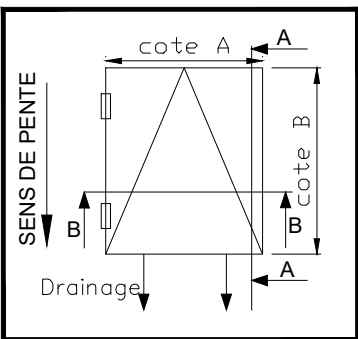 cote A
A
SENS DE PENTE
cote B
B
B
A
Drainage